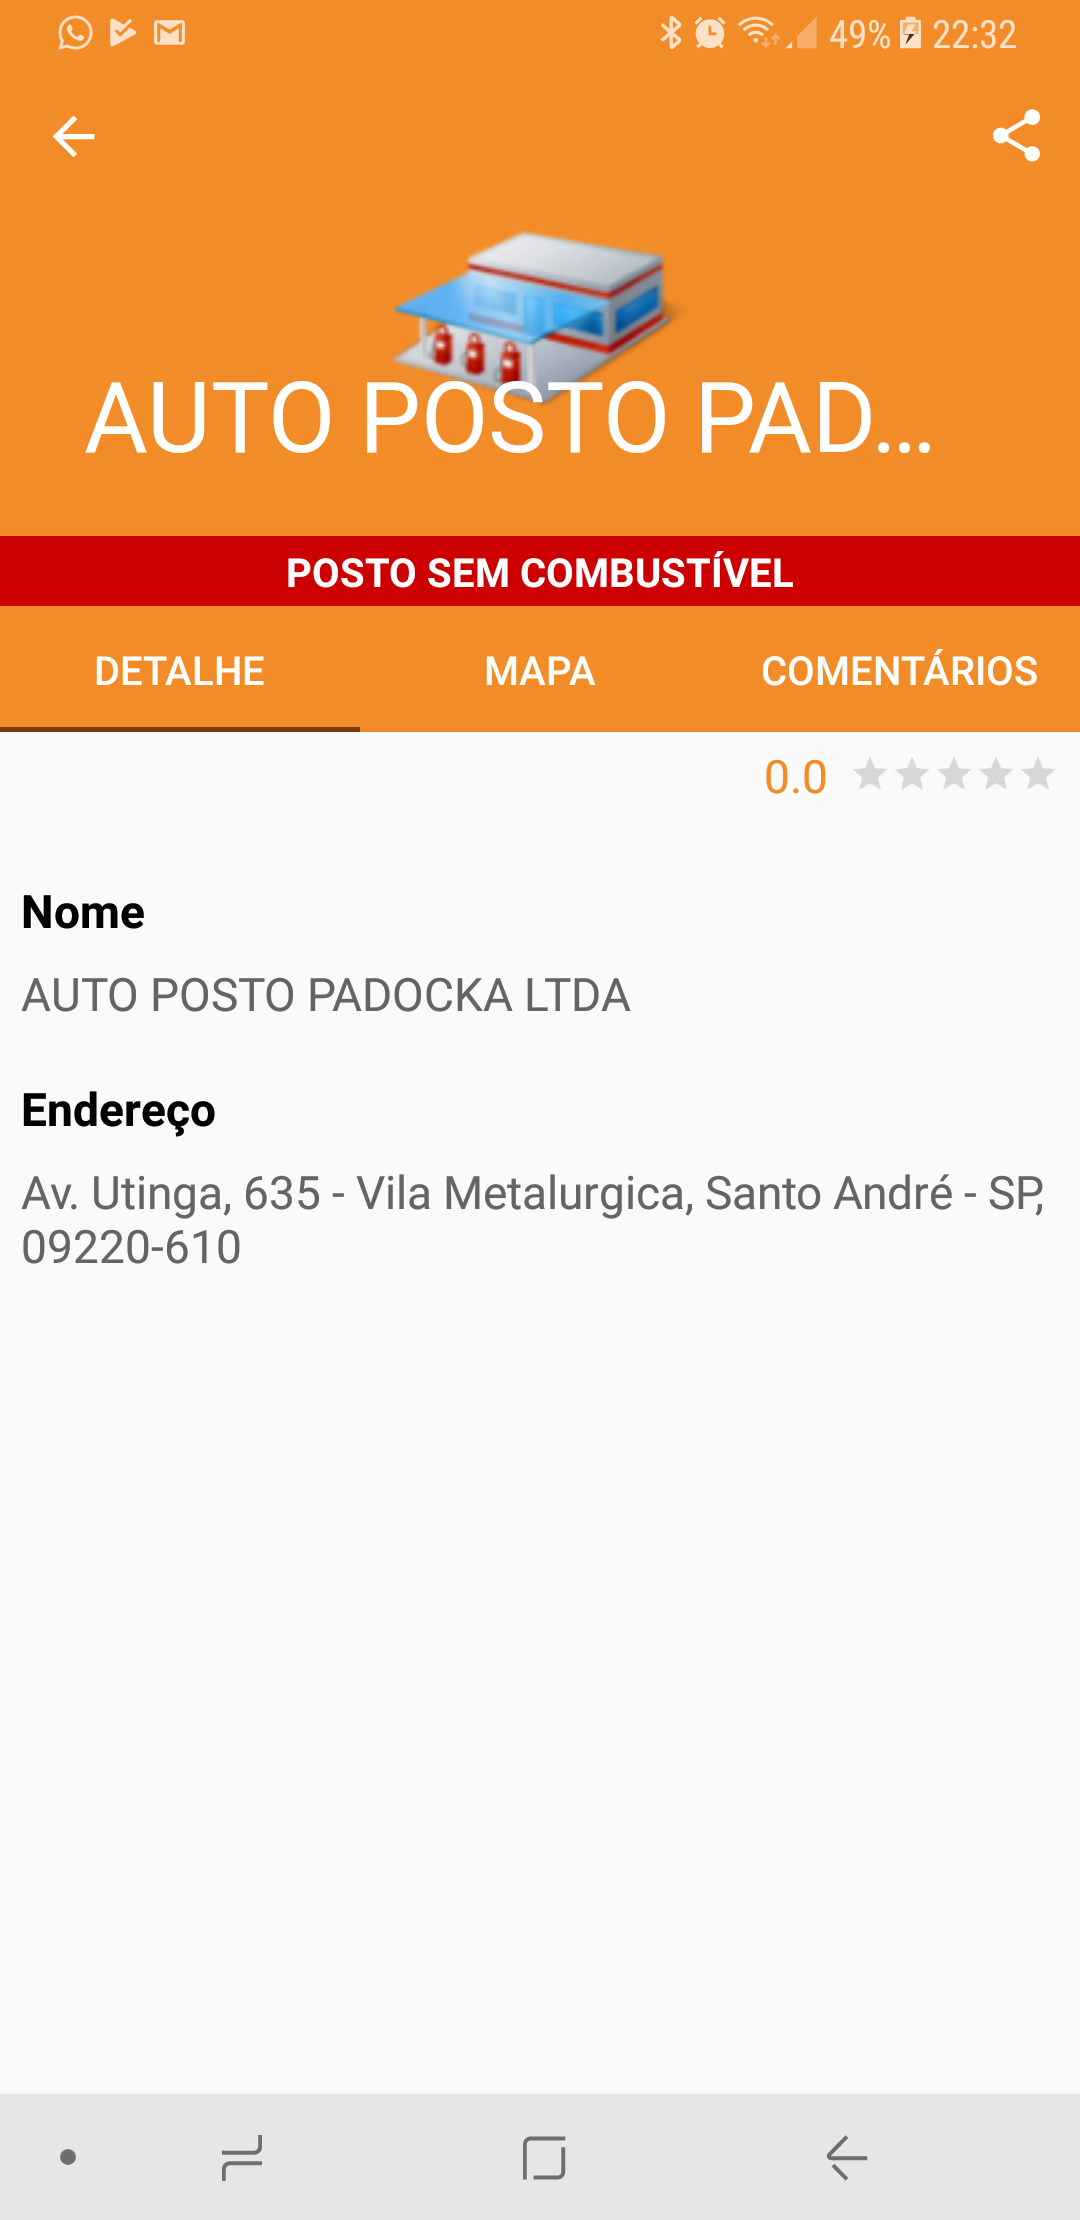 49% 22:32
AUTO POSTO PAD...
POSTO SEM COMBUSTÍVEL
DETALHE MAPA COMENTÁRIOS
0.0
Nome
AUTO POSTO PADOCKA LTDA
Endereço
Av. Utinga, 635 - Vila Metalurgica, Santo André - SP,
09220-610